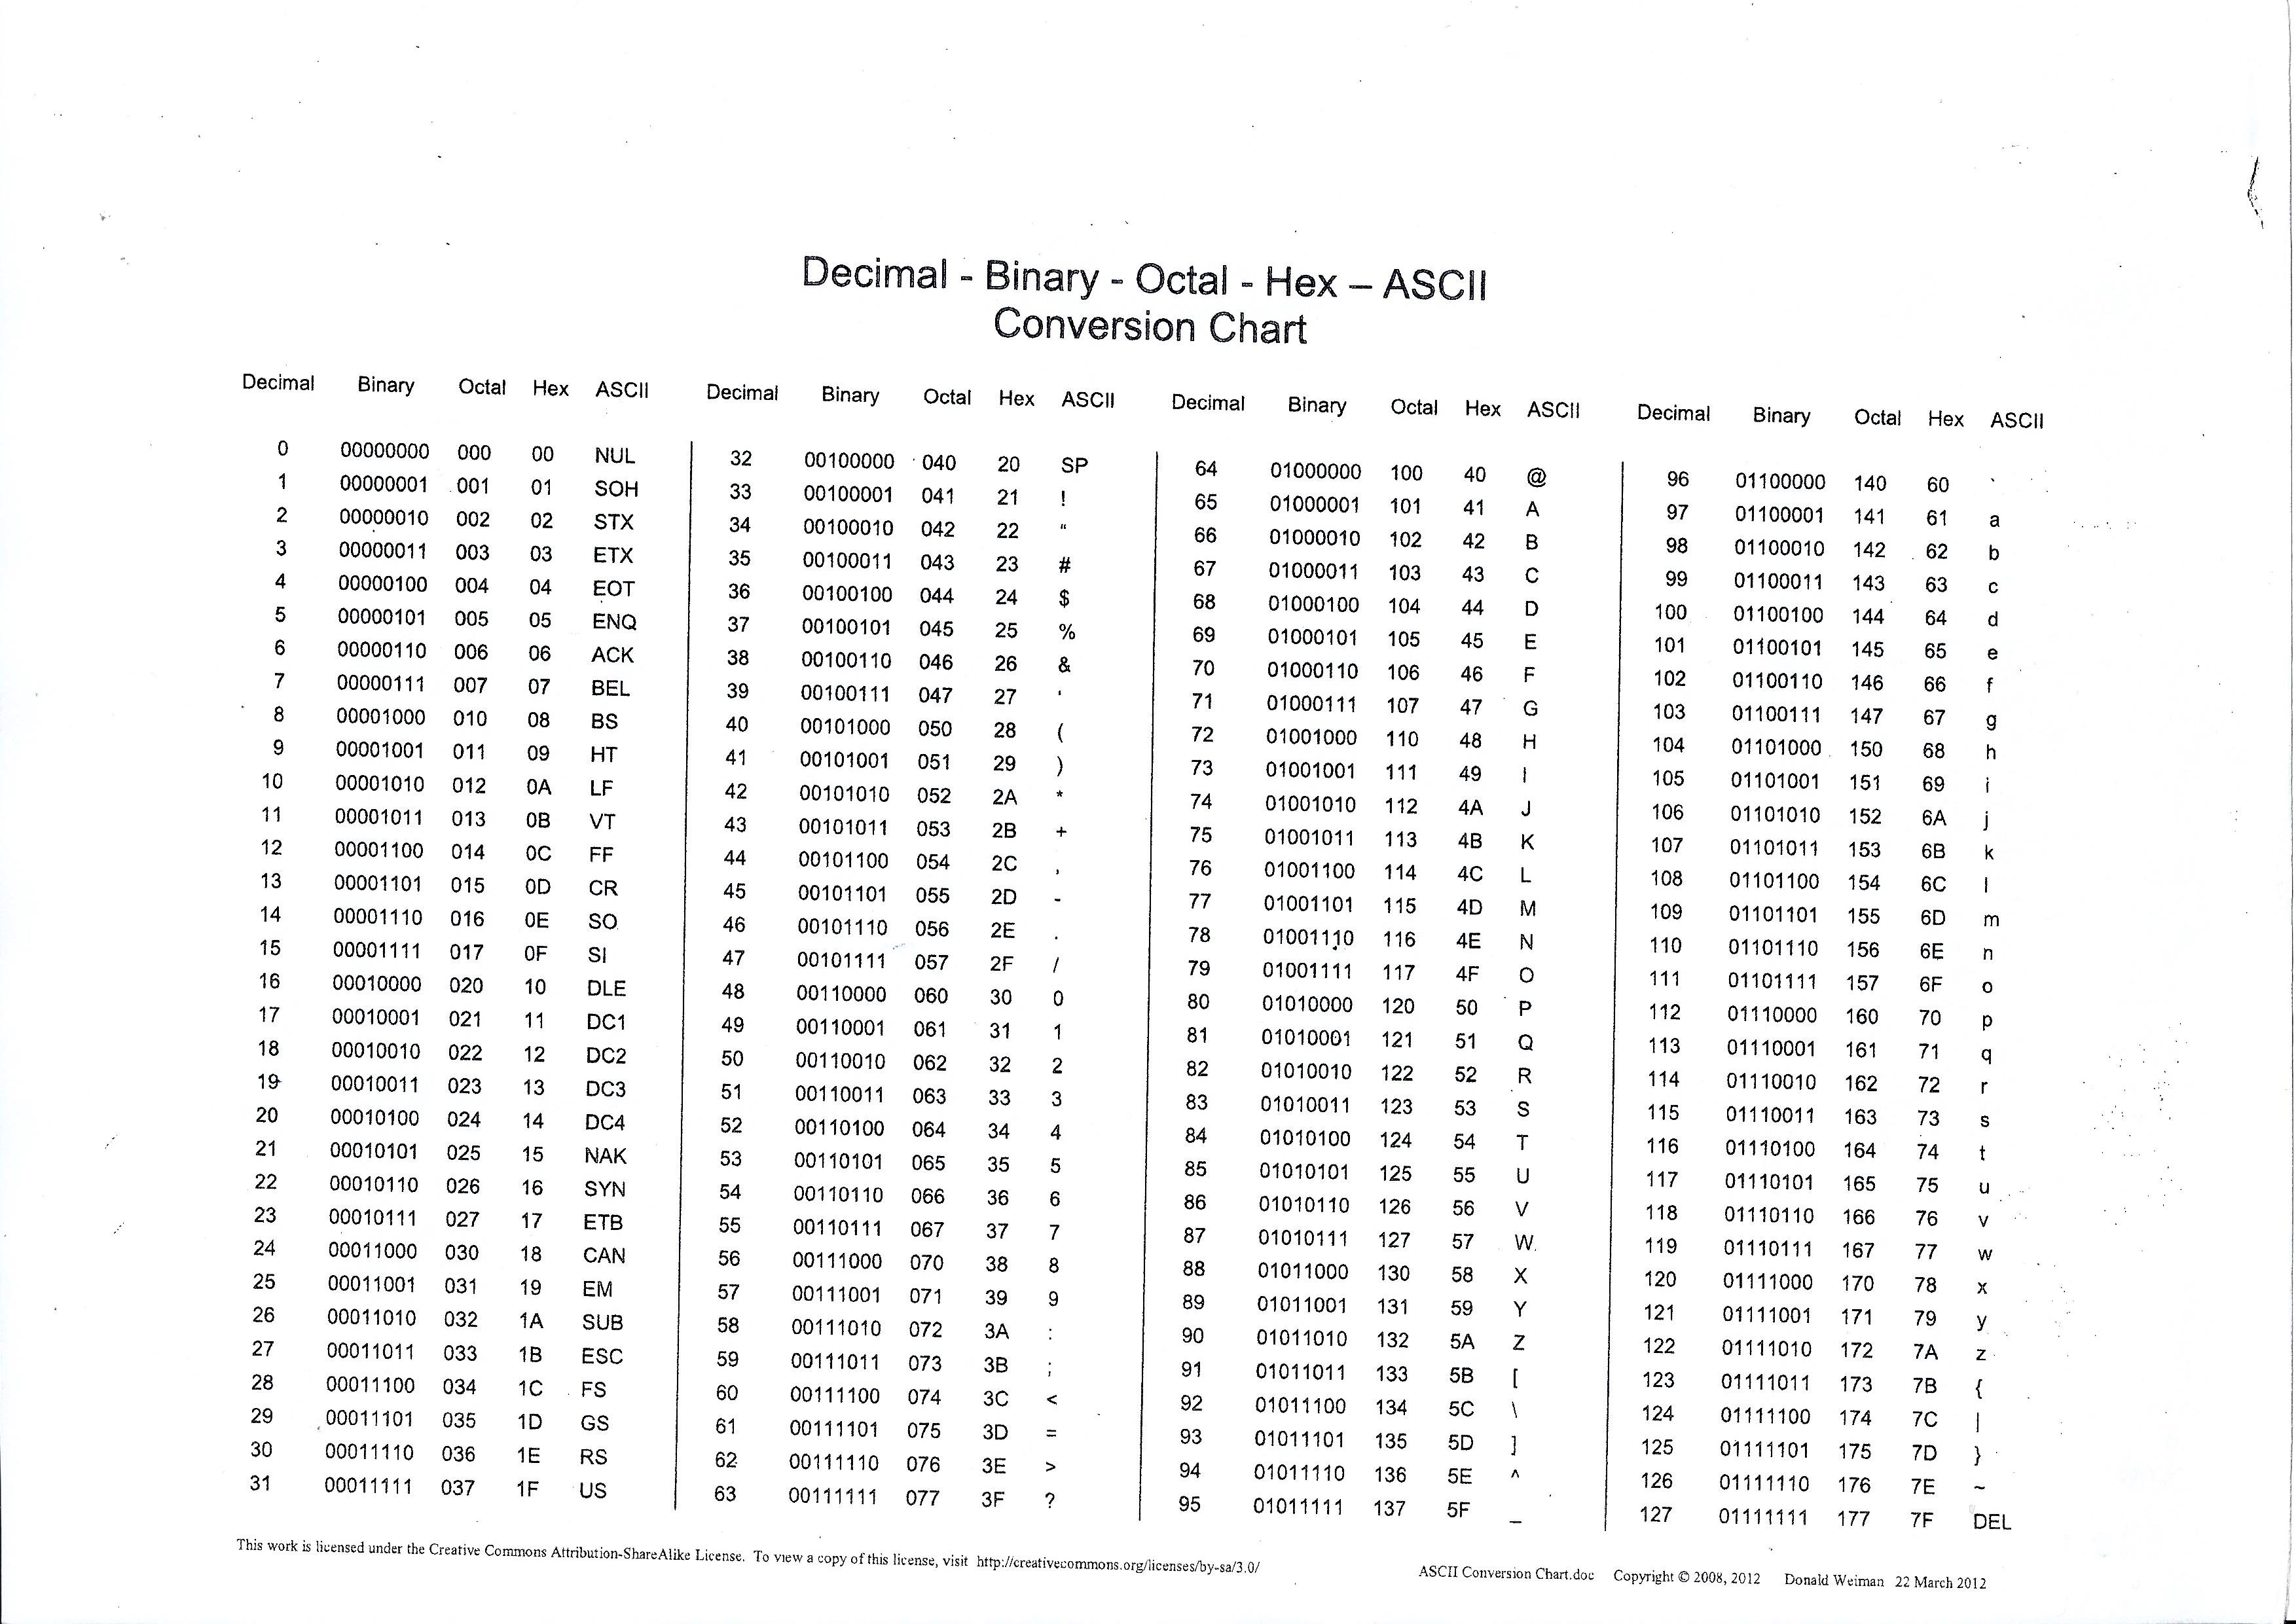 Decimal - Binary - Octal - Hex – ASCII
Conversion Chart
Decimal Binary Octal Hex ASCII Decimal Binary Octal Hex ASCII Decimal Binary Octal Hex ASCII Decimal Binary Octal Hex ASCII
0 00000000 000 00 NUL 32 00100000 040 20 SP 64 01000000 100 40 @ 96 01100000 140 60 `
1 00000001 001 01 SOH 33 00100001 041 21 ! 65 01000001 101 41 A 97 01100001 141 61 a
2 00000010 002 02 STX 34 00100010 042 22 " 66 01000010 102 42 B 98 01100010 142 62 b
3 00000011 003 03 ETX 35 00100011 043 23 # 67 01000011 103 43 C 99 01100011 143 63 c
4 00000100 004 04 EOT 36 00100100 044 24 $ 68 01000100 104 44 D 100 01100100 144 64 d
5 00000101 005 05 ENQ 37 00100101 045 25 % 69 01000101 105 45 E 101 01100101 145 65 e
6 00000110 006 06 ACK 38 00100110 046 26 & 70 01000110 106 46 F 102 01100110 146 66 f
7 00000111 007 07 BEL 39 00100111 047 27 ' 71 01000111 107 47 G 103 01100111 147 67 g
8 00001000 010 08 BS 40 00101000 050 28 ( 72 01001000 110 48 H 104 01101000 150 68 h
9 00001001 011 09 HT 41 00101001 051 29 ) 73 01001001 111 49 I 105 01101001 151 69 i
10 00001010 012 0A LF 42 00101010 052 2A * 74 01001010 112 4A J 106 01101010 152 6A j
11 00001011 013 0B VT 43 00101011 053 2B + 75 01001011 113 4B K 107 01101011 153 6B k
12 00001100 014 0C FF 44 00101100 054 2C , 76 01001100 114 4C L 108 01101100 154 6C l
13 00001101 015 0D CR 45 00101101 055 2D - 77 01001101 115 4D M 109 01101101 155 6D m
14 00001110 016 0E SO 46 00101110 056 2E . 78 01001110 116 4E N 110 01101110 156 6E n
15 00001111 017 0F SI 47 00101111 057 2F / 79 01001111 117 4F O 111 01101111 157 6F o
16 00010000 020 10 DLE 48 00110000 060 30 0 80 01010000 120 50 P 112 01110000 160 70 p
17 00010001 021 11 DC1 49 00110001 061 31 1 81 01010001 121 51 Q 113 01110001 161 71 q
18 00010010 022 12 DC2 50 00110010 062 32 2 82 01010010 122 52 R 114 01110010 162 72 r
19 00010011 023 13 DC3 51 00110011 063 33 3 83 01010011 123 53 S 115 01110011 163 73 s
20 00010100 024 14 DC4 52 00110100 064 34 4 84 01010100 124 54 T 116 01110100 164 74 t
21 00010101 025 15 NAK 53 00110101 065 35 5 85 01010101 125 55 U 117 01110101 165 75 u
22 00010110 026 16 SYN 54 00110110 066 36 6 86 01010110 126 56 V 118 01110110 166 76 v
23 00010111 027 17 ETB 55 00110111 067 37 7 87 01010111 127 57 W 119 01110111 167 77 w
24 00011000 030 18 CAN 56 00111000 070 38 8 88 01011000 130 58 X 120 01111000 170 78 x
25 00011001 031 19 EM 57 00111001 071 39 9 89 01011001 131 59 Y 121 01111001 171 79 y
26 00011010 032 1A SUB 58 00111010 072 3A : 90 01011010 132 5A Z 122 01111010 172 7A z
27 00011011 033 1B ESC 59 00111011 073 3B ; 91 01011011 133 5B [ 123 01111011 173 7B {
28 00011100 034 1C FS 60 00111100 074 3C < 92 01011100 134 5C \ 124 01111100 174 7C |
29 00011101 035 1D GS 61 00111101 075 3D = 93 01011101 135 5D ] 125 01111101 175 7D }
30 00011110 036 1E RS 62 00111110 076 3E > 94 01011110 136 5E ^ 126 01111110 176 7E ~
31 00011111 037 1F US 63 00111111 077 3F ? 95 01011111 137 5F _ 127 01111111 177 7F DEL
This work is licensed under the Creative Commons Attribution-ShareAlike License. To view a copy of this license, visit http://creativecommons.org/licenses/by-sa/3.0/
ASCII Conversion Chart.doc Copyright © 2008, 2012 Donald Weiman 22 March 2012